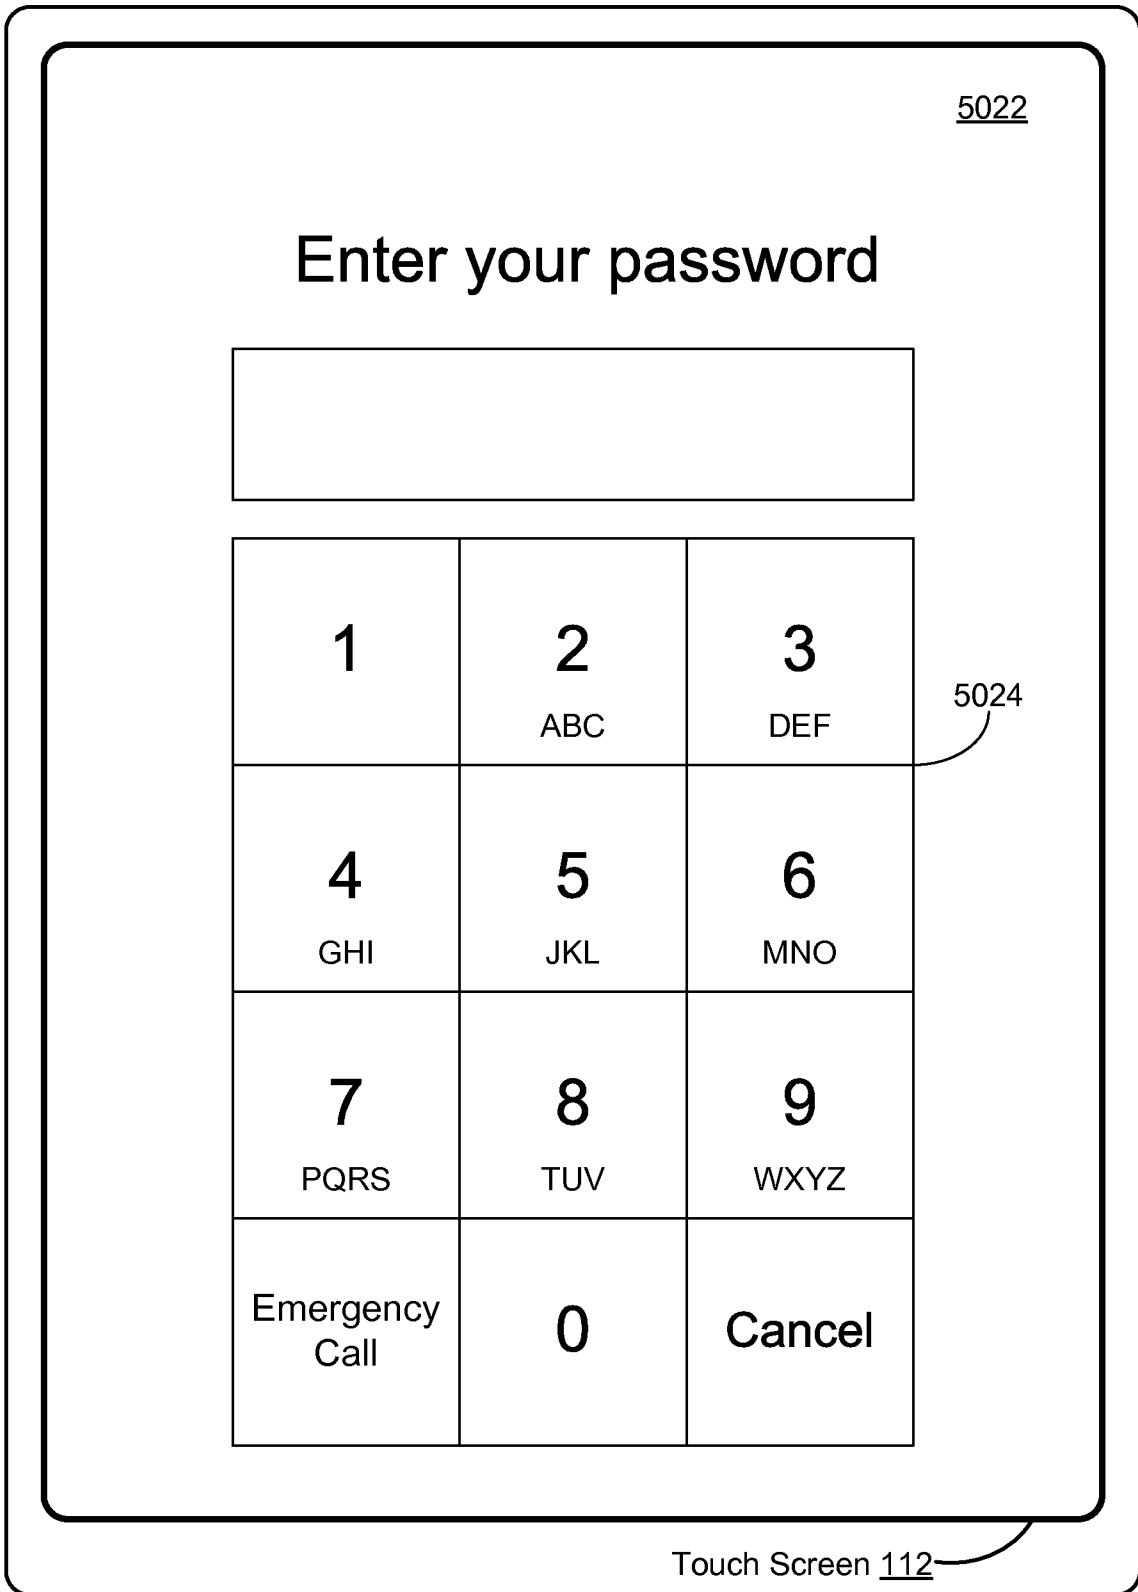 5022
Enter your password
1 2 3
ABC DEF
5024
4 5 6
GHI JKL MNO
7 8 9
PQRS TUV WXYZ
Emergency
Call
0
Cancel
Touch Screen 112